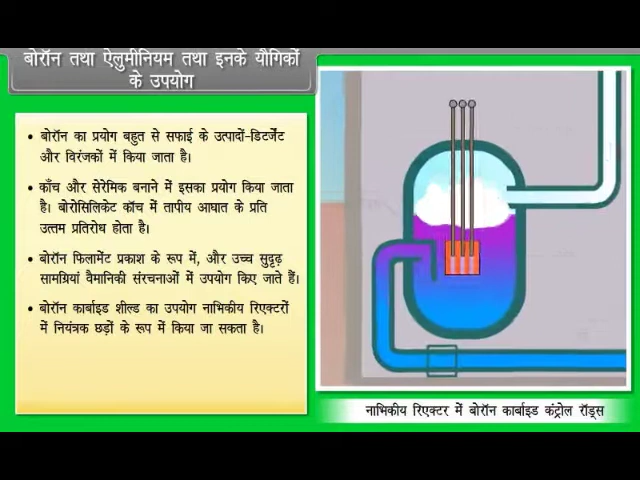 बोरॉन तथा ऐलुमीनियम तथा इनके यौगिकों
के उपयोग
• बोरॉन का प्रयोग बहुत से सफाई के उत्पादों-डिटर्जेंट
और विरंजकों में किया जाता है।
• काँच और सेरेमिक बनाने में इसका प्रयोग किया जाता
है। बोरोसिलिकेट काँच में तापीय आघात के प्रति
उत्तम प्रतिरोध होता है।
• बोरॉन फिलामेंट प्रकाश के रूप में, और उच्च सुदृढ़
सामग्रियां वैमानिकी संरचनाओं में उपयोग किए जाते हैं।
• बोरॉन कार्बाइड शील्ड का उपयोग नाभिकीय रिएक्टरों
में नियंत्रक छड़ों के रूप में किया जा सकता है।
नाभिकीय रिएक्टर में बोरॉन कार्बाइड कंट्रोल रॉड्स